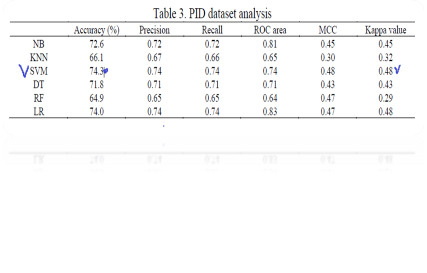 Table 3. PID dataset analysis
Accuracy (%) Precision Recall ROC area MCC Kappa value
NB 72.6 0.72 0.72 0.81 0.45 0.45
KNN 66.1 0.67 0.66 0.65 0.30 0.32
SVM 74.3 0.74 0.74 0.74 0.48 0.48
DT 71.8 0.71 0.71 0.71 0.43 0.43
RF 64.9 0.65 0.65 0.64 0.47 0.29
LR 74.0 0.74 0.74 0.83 0.47 0.48